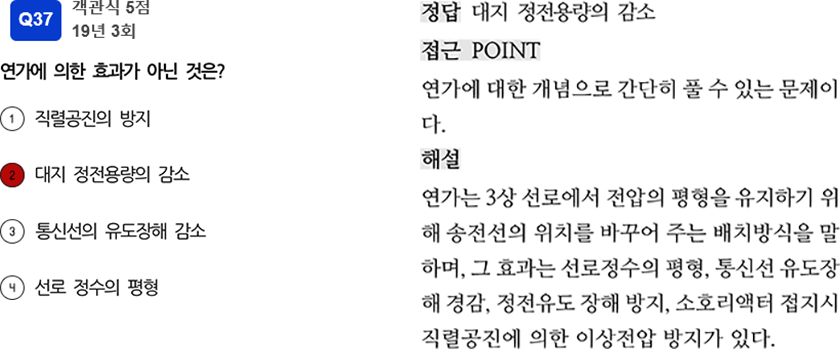 Q37
객관식 5점
19년 3회
연가에 의한 효과가 아닌 것은?
1 직렬공진의 방지
2 대지 정전용량의 감소
3 통신선의 유도장해 감소
4 선로 정수의 평형
정답 대지 정전용량의 감소
접근 POINT
연가에 대한 개념으로 간단히 풀 수 있는 문제이
다.
해설
연가는 3상 선로에서 전압의 평형을 유지하기 위
해 송전선의 위치를 바꾸어 주는 배치방식을 말
하며, 그 효과는 선로정수의 평형, 통신선 유도장
해 경감, 정전유도 장해 방지, 소호리액터 접지시
직렬공진에 의한 이상전압 방지가 있다.